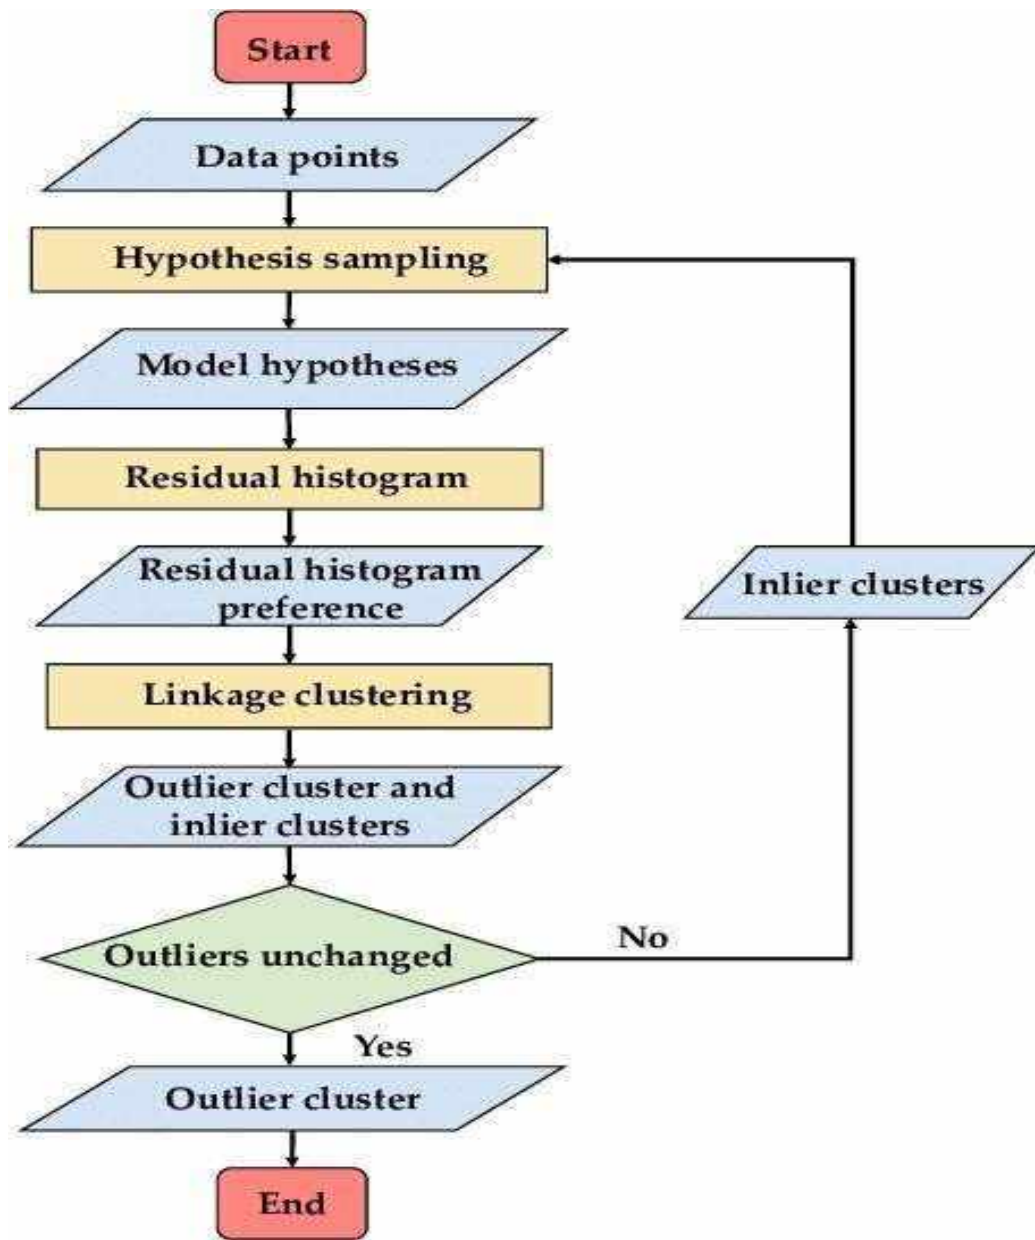 Start
Data points
Hypothesis sampling
Model hypotheses
Residual histogram
Residual histogram
preference
Inlier clusters
Linkage clustering
Outlier cluster and
inlier clusters
Outliers unchanged
No
Yes
Outlier cluster
End